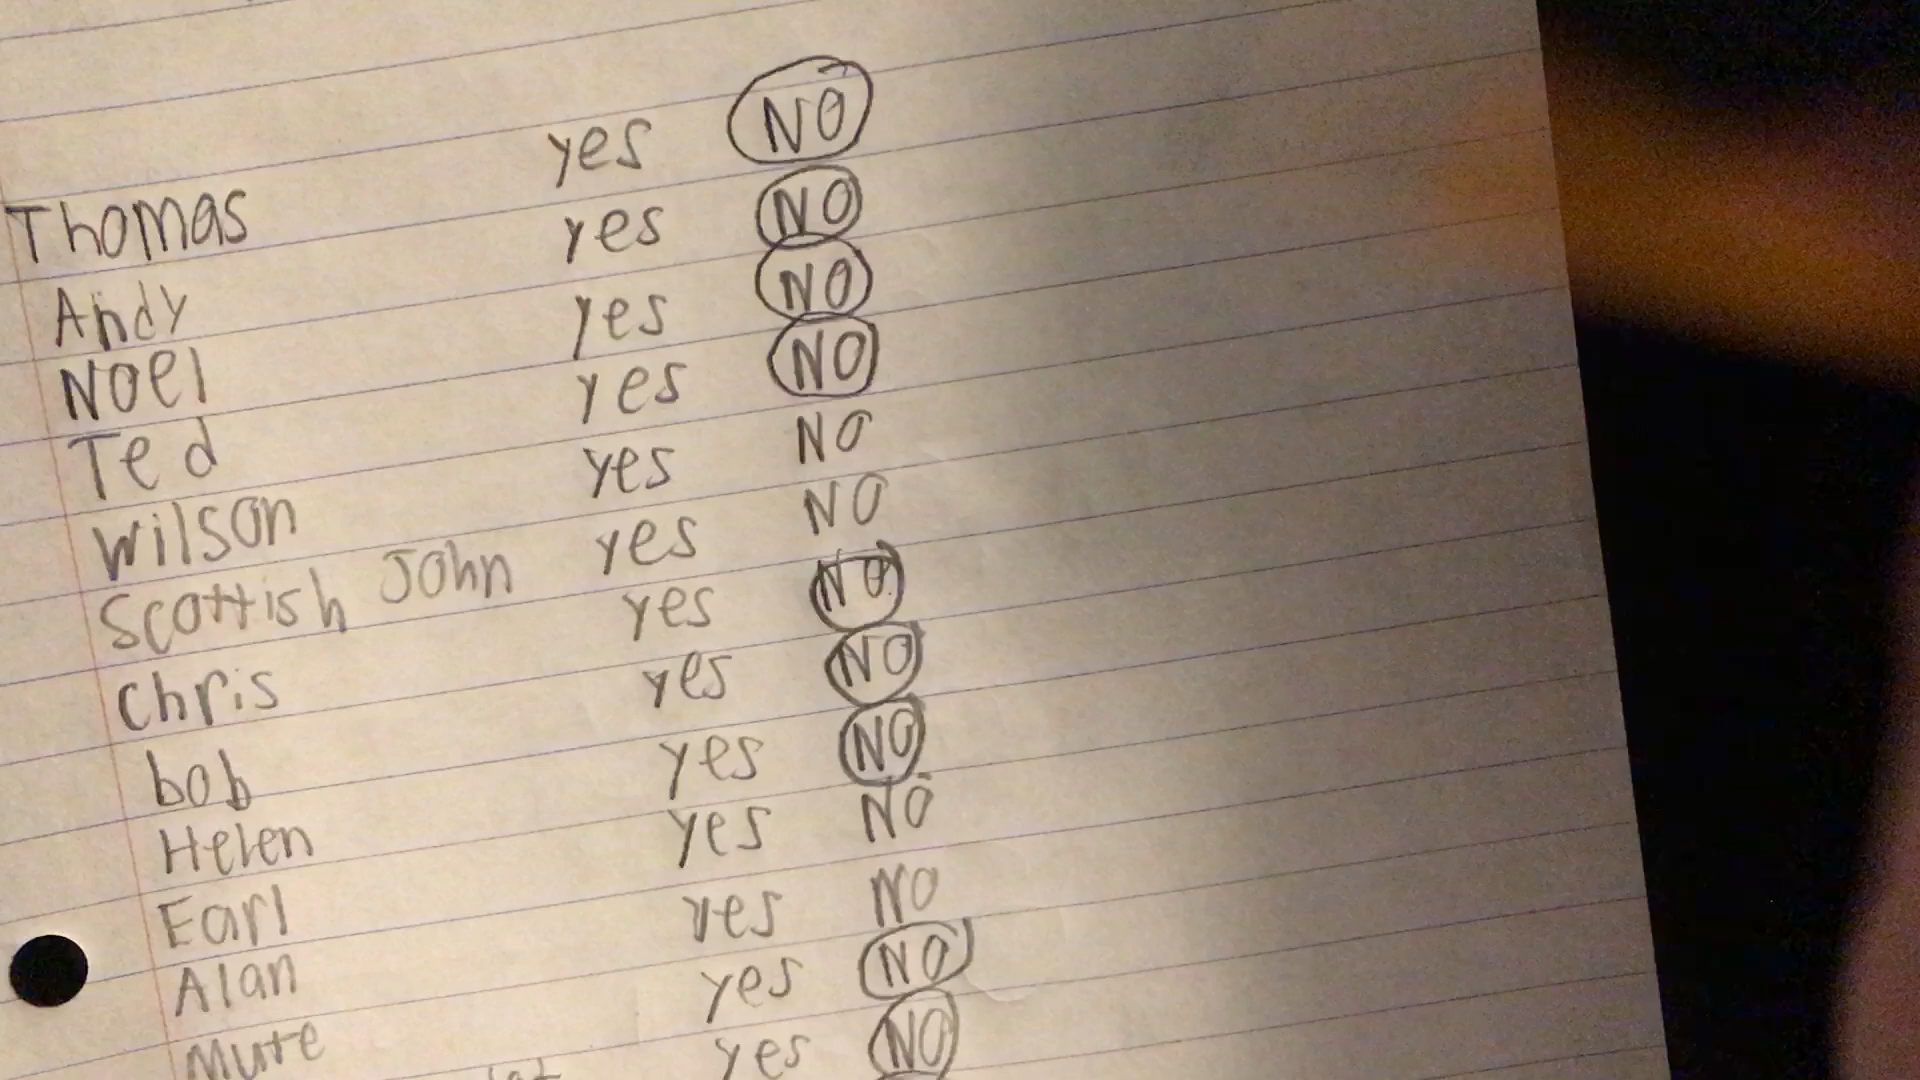 Thomas yes NO
Andy yes NO
Noel yes NO
Ted yes NO
Wilson yes NO
Scottish John yes NO
Chris yes NO
bob yes NO
Helen yes NO
Earl yes NO
Alan yes NO
Mute yes NO
yes NO